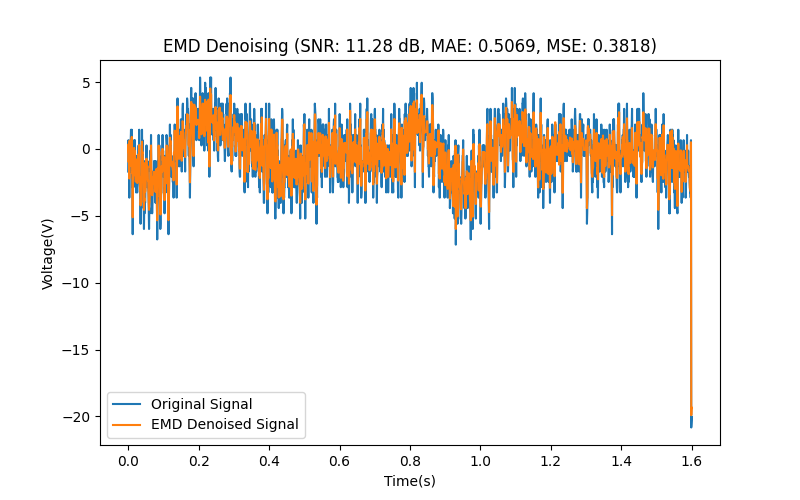 EMD Denoising (SNR: 11.28 dB, MAE: 0.5069, MSE: 0.3818)
5
0
−5
−10
−15
−20
Voltage(V)
Original Signal
EMD Denoised Signal
0.0 0.2 0.4 0.6 0.8 1.0 1.2 1.4 1.6
Time(s)